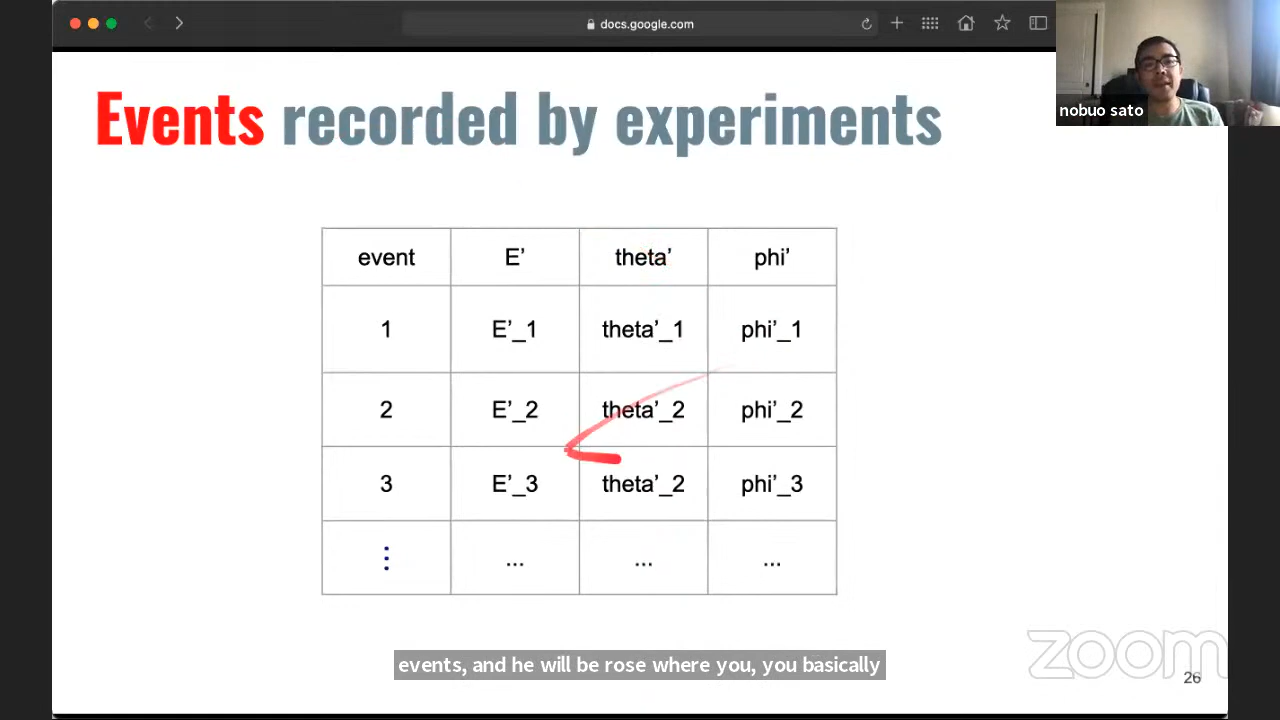 docs.google.com
nobuo sato
Events recorded by experiments
event E’ theta’ phi’
1 E’_1 theta’_1 phi’_1
2 E’_2 theta’_2 phi’_2
3 E’_3 theta’_2 phi’_3
⋮ ... ... ...
events, and he will be rose where you, you basically
zoom
26